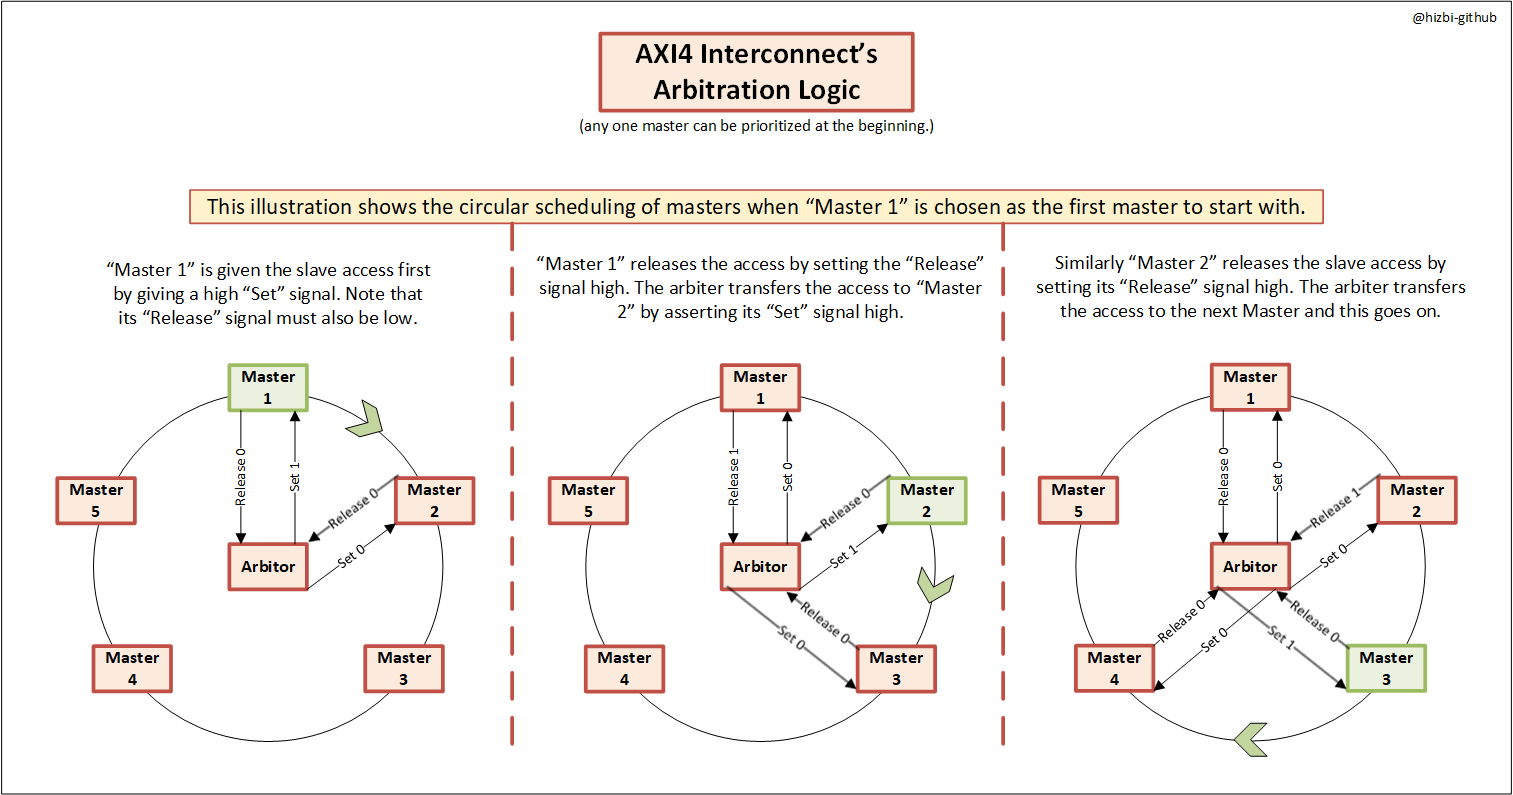 @hizbi-github
AXI4 Interconnect’s
Arbitration Logic
(any one master can be prioritized at the beginning.)
This illustration shows the circular scheduling of masters when “Master 1” is chosen as the first master to start with.
“Master 1” is given the slave access first
by giving a high “Set” signal. Note that
its “Release” signal must also be low.
Master
1
Release 0
Set 1
Master
5
Master
2
Release 0
Set 0
Arbitor
Master
4
Master
3
“Master 1” releases the access by setting the “Release”
signal high. The arbiter transfers the access to “Master
2” by asserting its “Set” signal high.
Master
1
Release 1
Set 0
Master
5
Master
2
Release 0
Set 1
Arbitor
Release 0
Set 0
Master
4
Master
3
Similarly “Master 2” releases the slave access by
setting its “Release” signal high. The arbiter transfers
the access to the next Master and this goes on.
Master
1
Release 0
Set 0
Master
5
Master
2
Release 1
Set 0
Arbitor
Release 0
Set 0
Set 1
Release 0
Master
4
Master
3